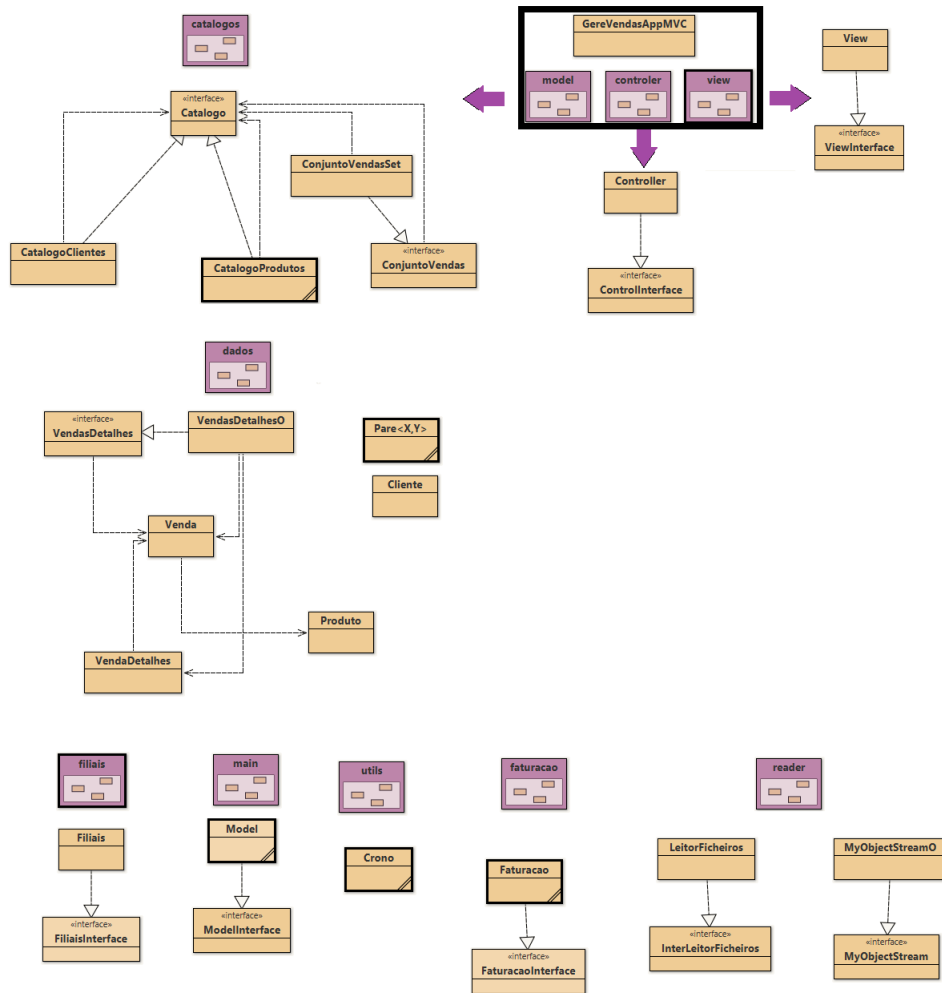 catalogos
GereVendasAppMVC
View
model
controler
view
«interface»
Catalogo
«interface»
ViewInterface
ConjuntoVendasSet
Controller
CatalogoClientes
CatalogoProdutos
«interface»
ConjuntoVendas
«interface»
ControlInterface
dados
«interface»
VendasDetalhes
VendasDetalhesO
Pare<X,Y>
Cliente
Venda
Produto
VendaDetalhes
filiais
main
utils
faturacao
reader
Filiais
Model
Crono
Faturacao
LeitorFicheiros
MyObjectStreamO
«interface»
FiliaisInterface
«interface»
ModelInterface
«interface»
FaturacaoInterface
«interface»
InterLeitorFicheiros
«interface»
MyObjectStream